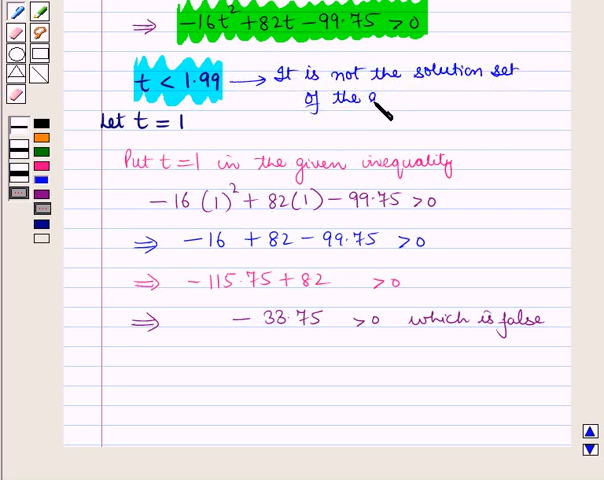 ⇒ -16t² + 82t - 99.75 > 0
t < 1.99 → It is not the solution set
of the
Let t = 1
Put t = 1 in the given inequality
-16 (1)² + 82(1) - 99.75 > 0
⇒ -16 + 82 - 99.75 > 0
⇒ -115.75 + 82 > 0
⇒ - 33.75 > 0 which is false